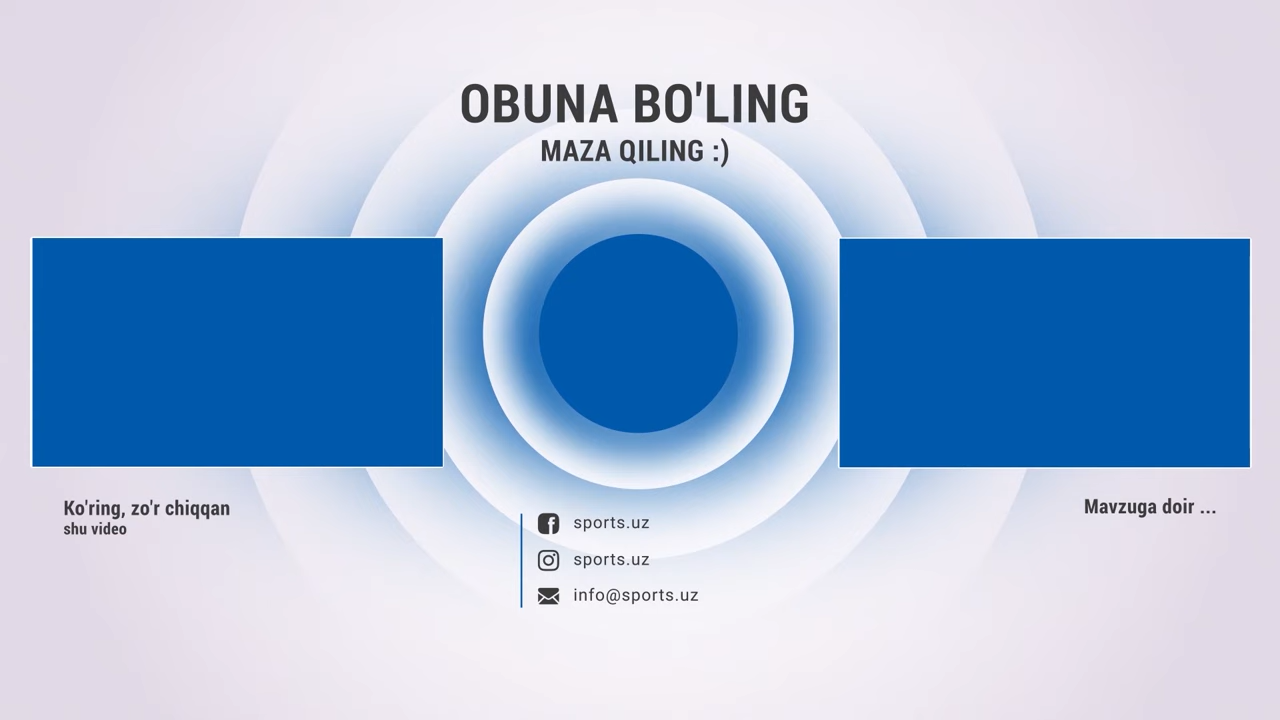 OBUNA BO'LING
MAZA QILING :)
Ko'ring, zo'r chiqqan
shu video
Mavzuga doir ...
sports.uz
sports.uz
info@sports.uz